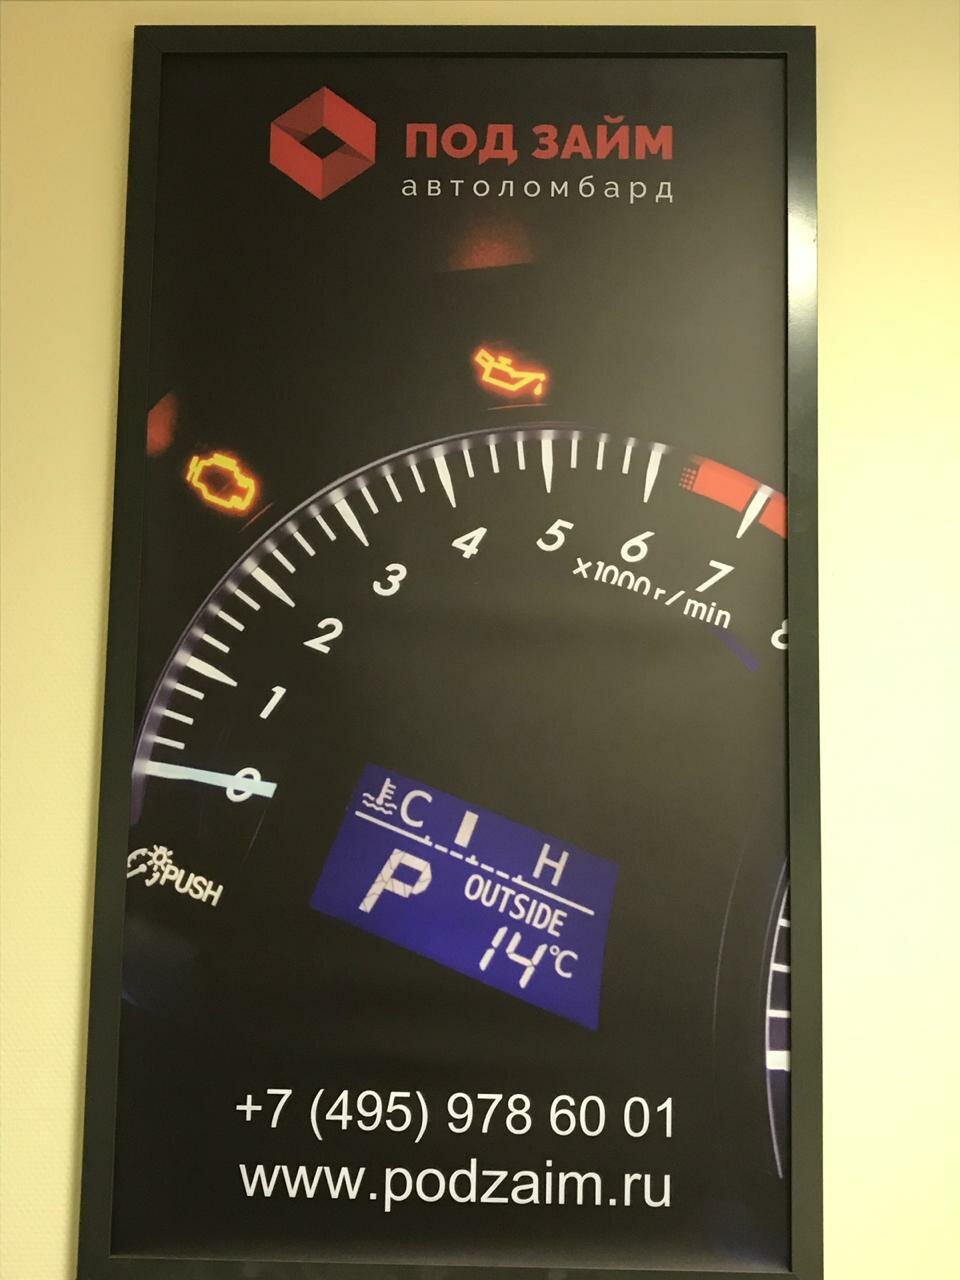 ПОД ЗАЙМ
автоломбард
4
5
6
7
3
x1000 r/min
8
2
1
0
C H
PUSH
P
OUTSIDE
14°C
+7 (495) 978 60 01
www.podzaim.ru